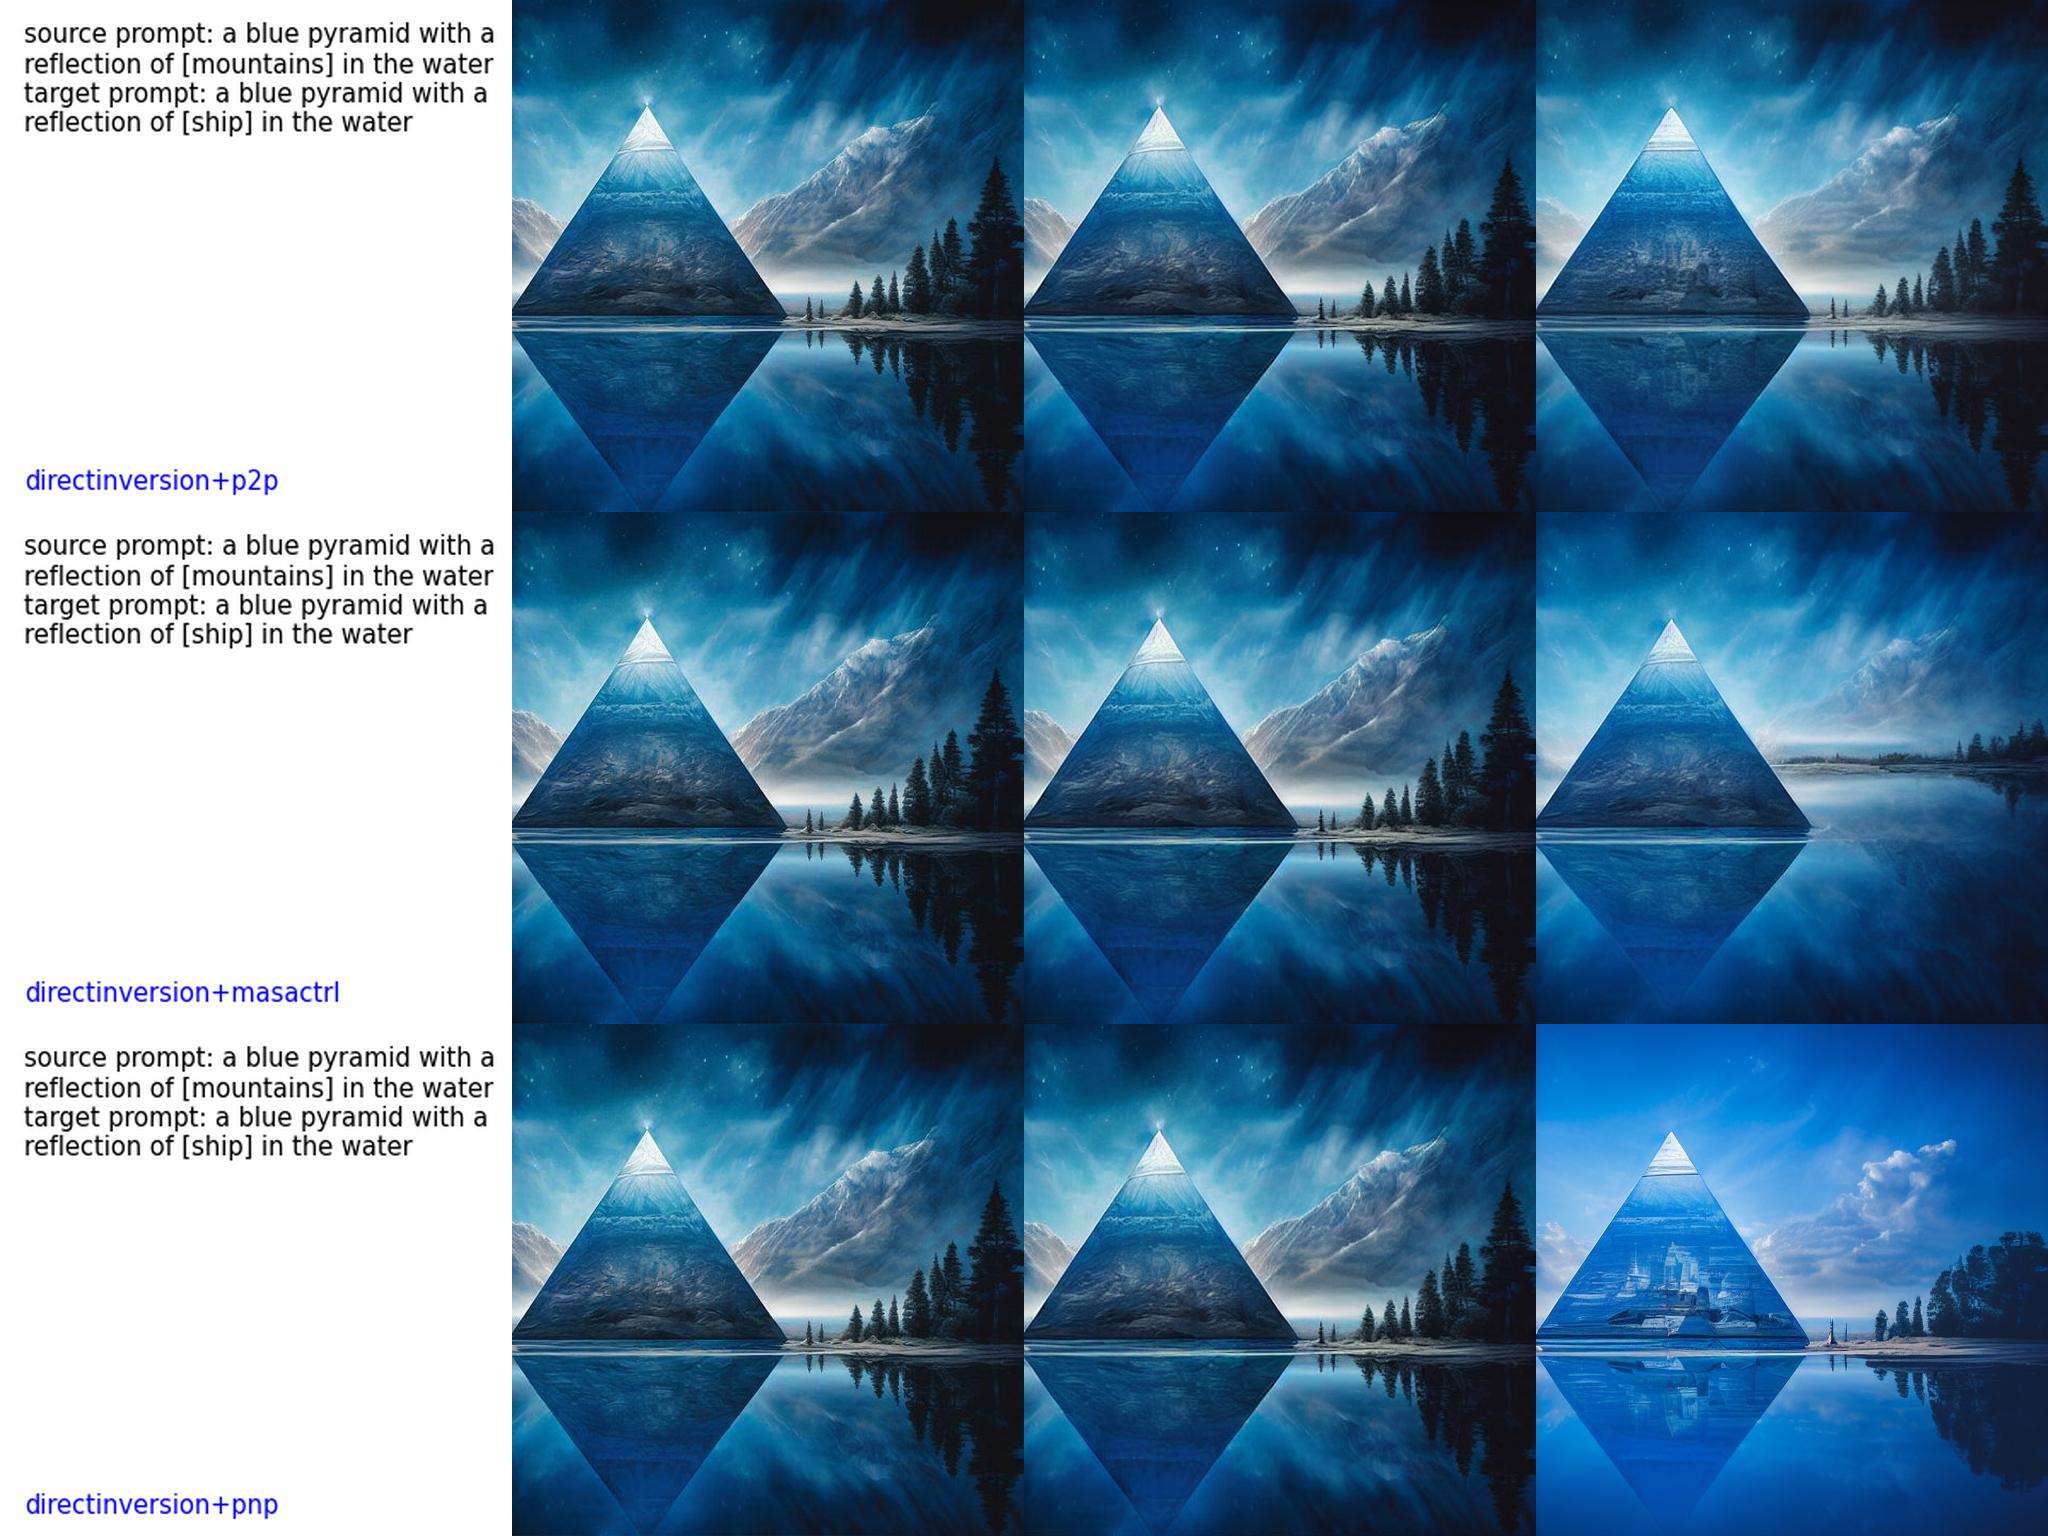 source prompt: a blue pyramid with a
reflection of [mountains] in the water
target prompt: a blue pyramid with a
reflection of [ship] in the water
directinversion+p2p
source prompt: a blue pyramid with a
reflection of [mountains] in the water
target prompt: a blue pyramid with a
reflection of [ship] in the water
directinversion+masactrl
source prompt: a blue pyramid with a
reflection of [mountains] in the water
target prompt: a blue pyramid with a
reflection of [ship] in the water
directinversion+pnp